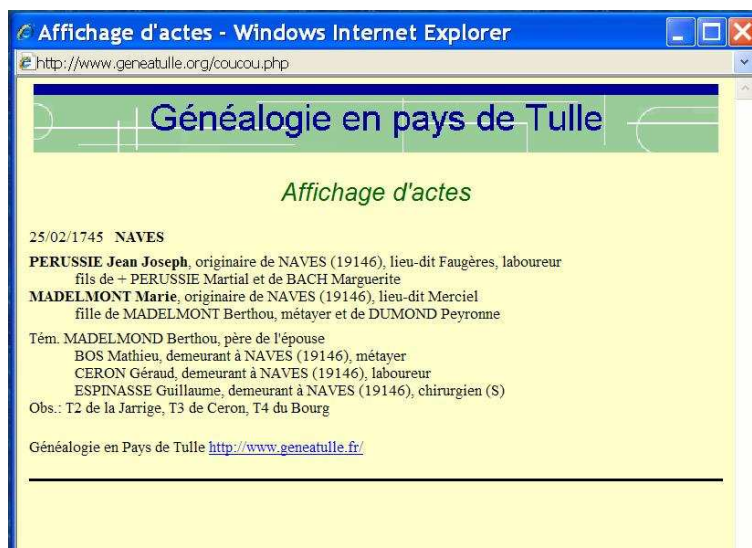 Affichage d'actes - Windows Internet Explorer
http://www.geneatulle.org/coucou.php
Généalogie en pays de Tulle
Affichage d'actes
25/02/1745 NAVES
PERUSSIE Jean Joseph, originaire de NAVES (19146), lieu-dit Faugères, laboureur
fils de + PERUSSIE Martial et de BACH Marguerite
MADELMONT Marie, originaire de NAVES (19146), lieu-dit Merciel
fille de MADELMONT Berthou, métayer et de DUMOND Peyronne
Tém. MADELMOND Berthou, père de l'épouse
BOS Mathieu, demeurant à NAVES (19146), métayer
CERON Géraud, demeurant à NAVES (19146), laboureur
ESPINASSE Guillaume, demeurant à NAVES (19146), chirurgien (S)
Obs.: T2 de la Jarrige, T3 de Ceron, T4 du Bourg
Généalogie en Pays de Tulle http://www.geneatulle.fr/